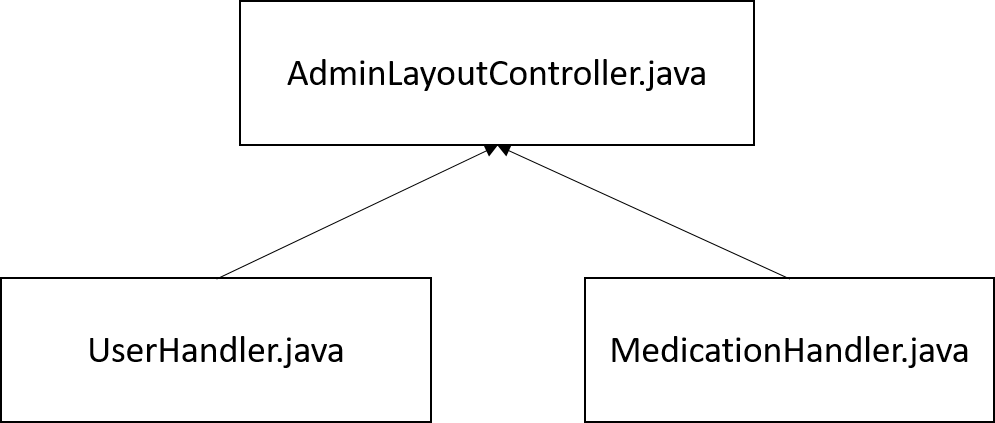 AdminLayoutController.java
UserHandler.java
MedicationHandler.java